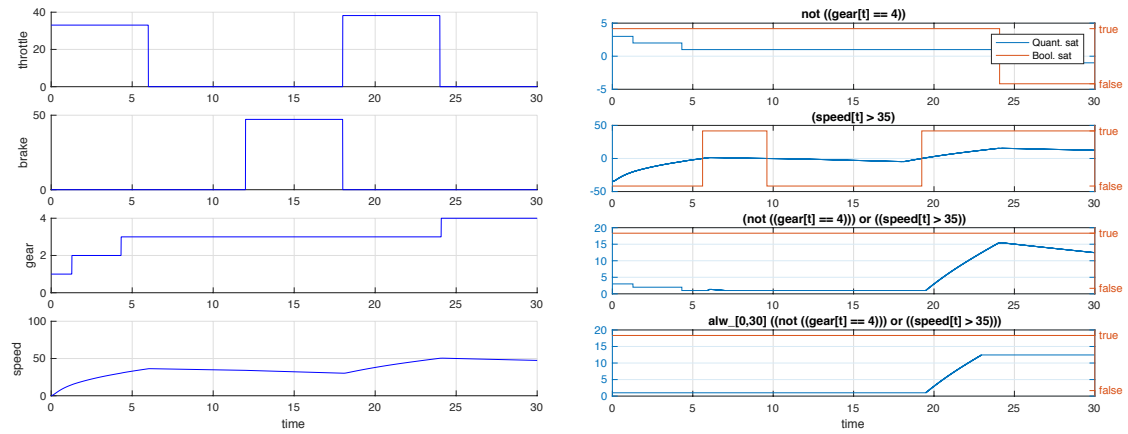 throttle
40
20
0
0 5 10 15 20 25 30
brake
50
0
0 5 10 15 20 25 30
gear
4
2
0
0 5 10 15 20 25 30
speed
100
50
0
0 5 10 15 20 25 30
time
not ((gear[t] == 4))
5
0
-5
true
false
Quant. sat
Bool. sat
0 5 10 15 20 25 30
(speed[t] > 35)
50
0
-50
true
false
0 5 10 15 20 25 30
(not ((gear[t] == 4))) or ((speed[t] > 35))
20
15
10
5
0
true
false
0 5 10 15 20 25 30
alw_[0,30] ((not ((gear[t] == 4))) or ((speed[t] > 35)))
20
15
10
5
0
true
false
0 5 10 15 20 25 30
time